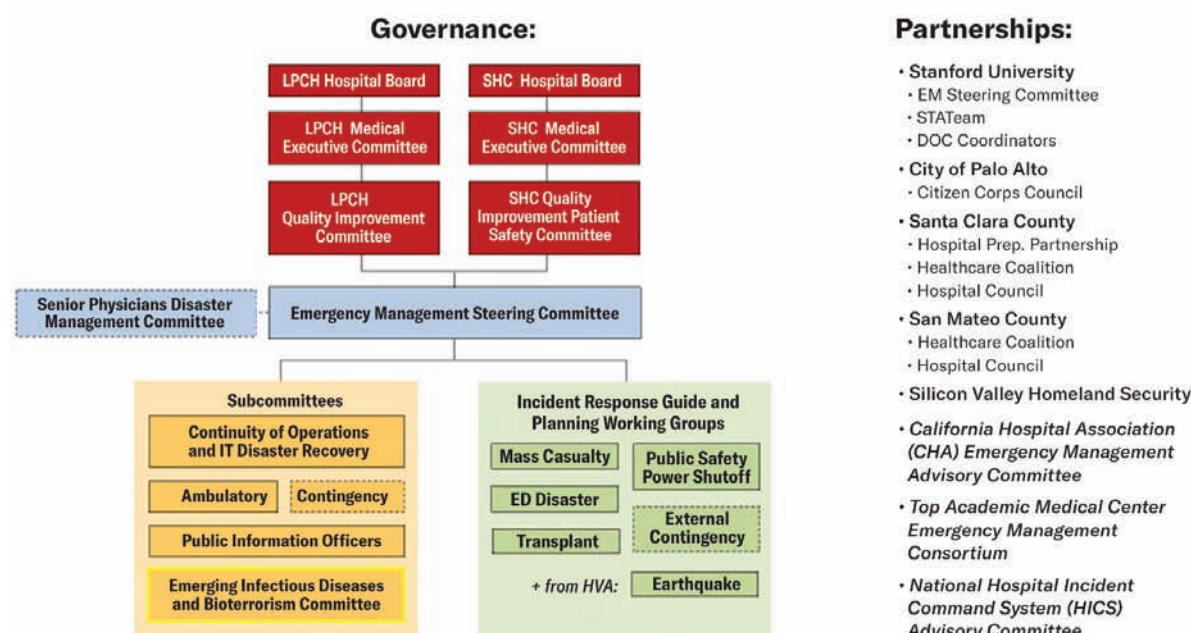 Governance:
LPCH Hospital Board
SHC Hospital Board
LPCH Medical
Executive Committee
SHC Medical
Executive Committee
LPCH
Quality Improvement
Committee
SHC Quality
Improvement Patient
Safety Committee
Senior Physicians Disaster
Management Committee
Emergency Management Steering Committee
Subcommittees
Continuity of Operations
and IT Disaster Recovery
Ambulatory
Contingency
Public Information Officers
Emerging Infectious Diseases
and Bioterrorism Committee
Incident Response Guide and
Planning Working Groups
Mass Casualty
Public Safety
Power Shutoff
ED Disaster
External
Contingency
Transplant
+ from HVA:
Earthquake
Partnerships:
• Stanford University
• EM Steering Committee
• STATeam
• DOC Coordinators
• City of Palo Alto
• Citizen Corps Council
• Santa Clara County
• Hospital Prep. Partnership
• Healthcare Coalition
• Hospital Council
• San Mateo County
• Healthcare Coalition
• Hospital Council
• Silicon Valley Homeland Security
• California Hospital Association
(CHA) Emergency Management
Advisory Committee
• Top Academic Medical Center
Emergency Management
Consortium
• National Hospital Incident
Command System (HICS)
Advisory Committee